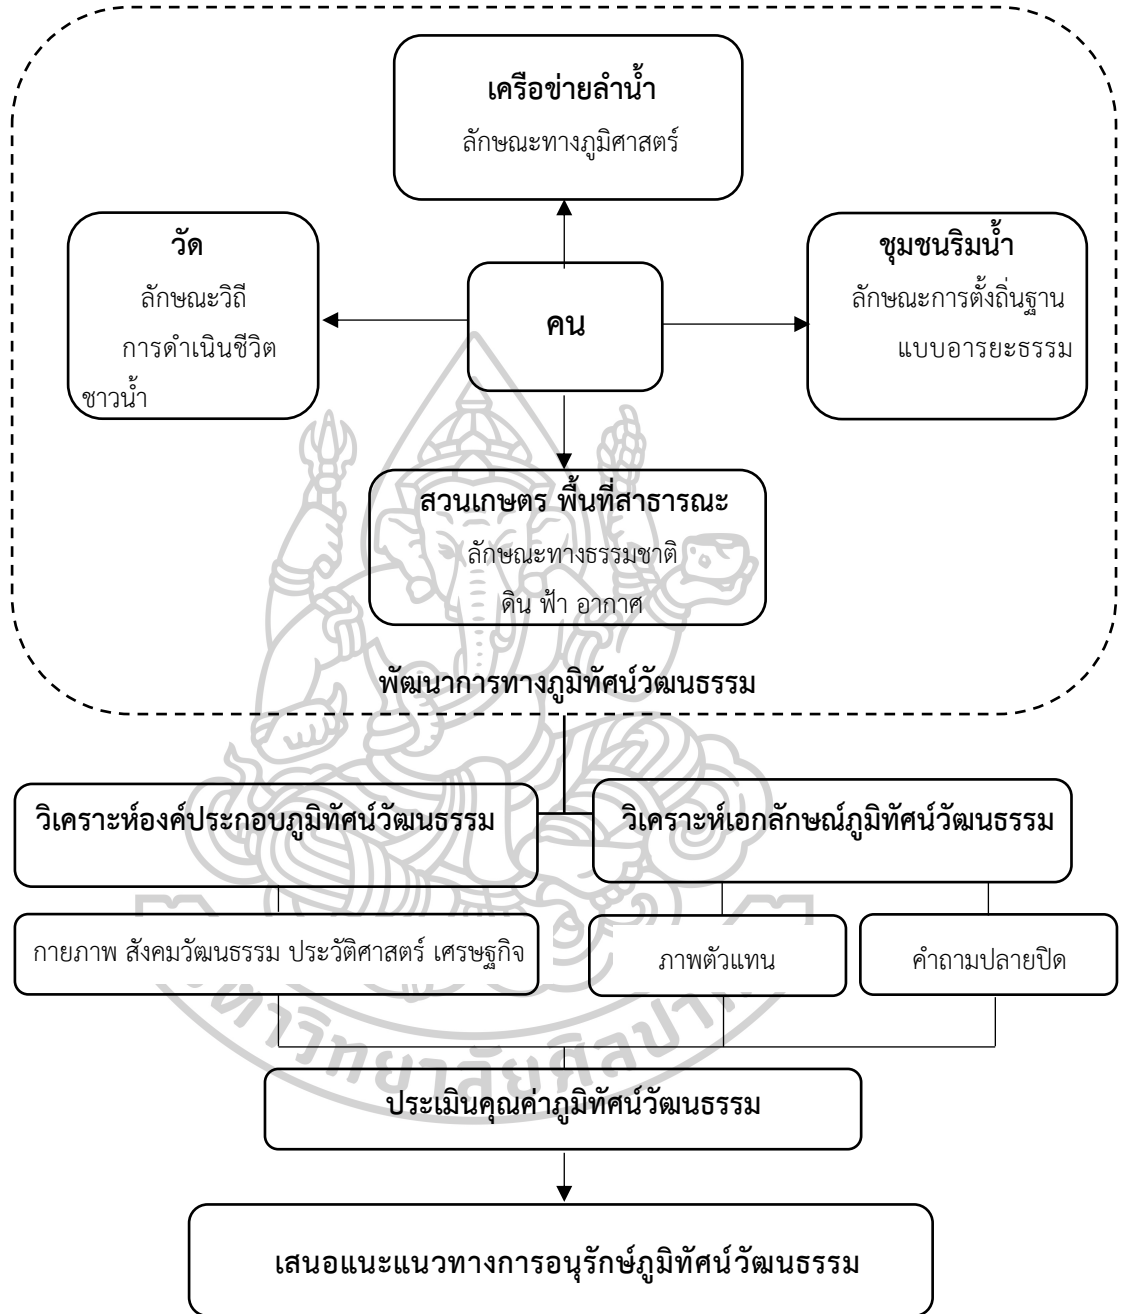 เครือข่ายลำน้ำ
ลักษณะทางภูมิศาสตร์
วัด
ลักษณะวิถี
การดำเนินชีวิต
ชาวน้ำ
คน
ชุมชนริมน้ำ
ลักษณะการตั้งถิ่นฐาน
แบบอารยะธรรม
สวนเกษตร พื้นที่สาธารณะ
ลักษณะทางธรรมชาติ
ดิน ฟ้า อากาศ
พัฒนาการทางภูมิทัศน์วัฒนธรรม
วิเคราะห์องค์ประกอบภูมิทัศน์วัฒนธรรม
วิเคราะห์เอกลักษณ์ภูมิทัศน์วัฒนธรรม
กายภาพ สังคมวัฒนธรรม ประวัติศาสตร์ เศรษฐกิจ
ภาพตัวแทน
คำถามปลายปิด
ประเมินคุณค่าภูมิทัศน์วัฒนธรรม
เสนอแนะแนวทางการอนุรักษ์ภูมิทัศน์วัฒนธรรม